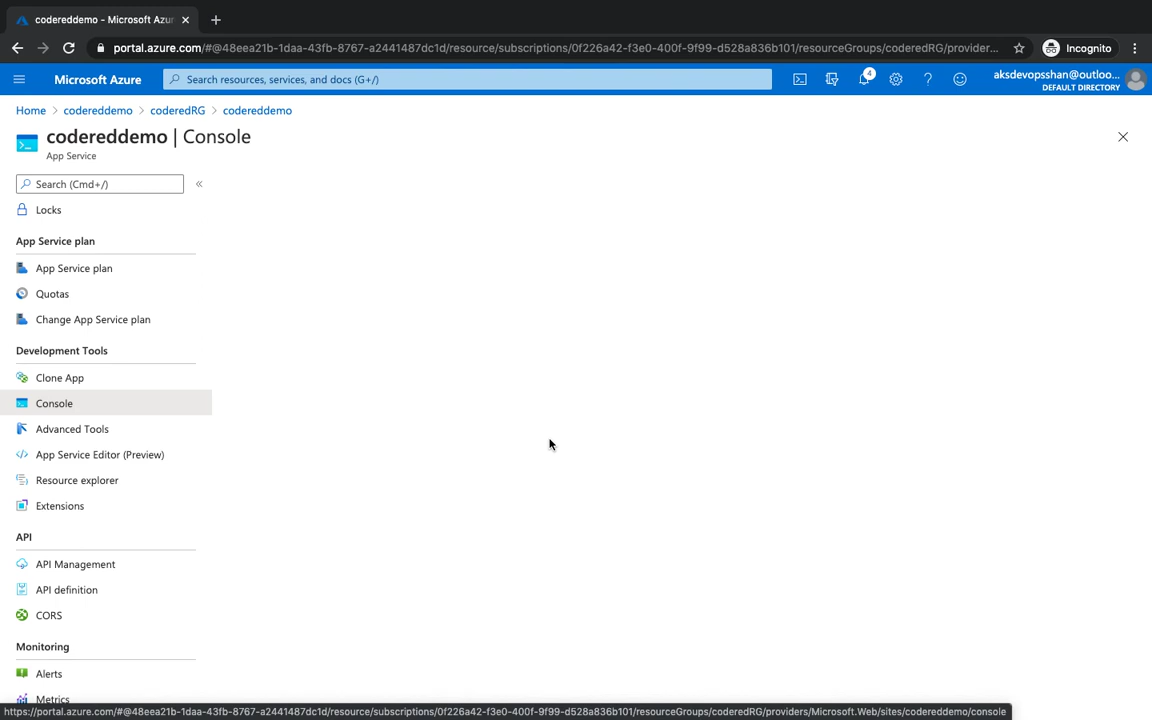 codereddemo - Microsoft Azur
portal.azure.com/#@48eea21b-1daa-43fb-8767-a2441487dc1d/resource/subscriptions/0f226a42-f3e0-400f-9f99-d528a836b101/resourceGroups/coderedRG/provider...
Incognito
Microsoft Azure
Search resources, services, and docs (G+/)
4
aksdevopsshan@outloo...
DEFAULT DIRECTORY
Home > codereddemo > coderedRG > codereddemo
codereddemo | Console
App Service
Search (Cmd+/)
«
Locks
App Service plan
App Service plan
Quotas
Change App Service plan
Development Tools
Clone App
Console
Advanced Tools
App Service Editor (Preview)
Resource explorer
Extensions
API
API Management
API definition
CORS
Monitoring
Alerts
Metrics
https://portal.azure.com/#@48eea21b-1daa-43fb-8767-a2441487dc1d/resource/subscriptions/0f226a42-f3e0-400f-9f99-d528a836b101/resourceGroups/coderedRG/providers/Microsoft.Web/sites/codereddemo/console